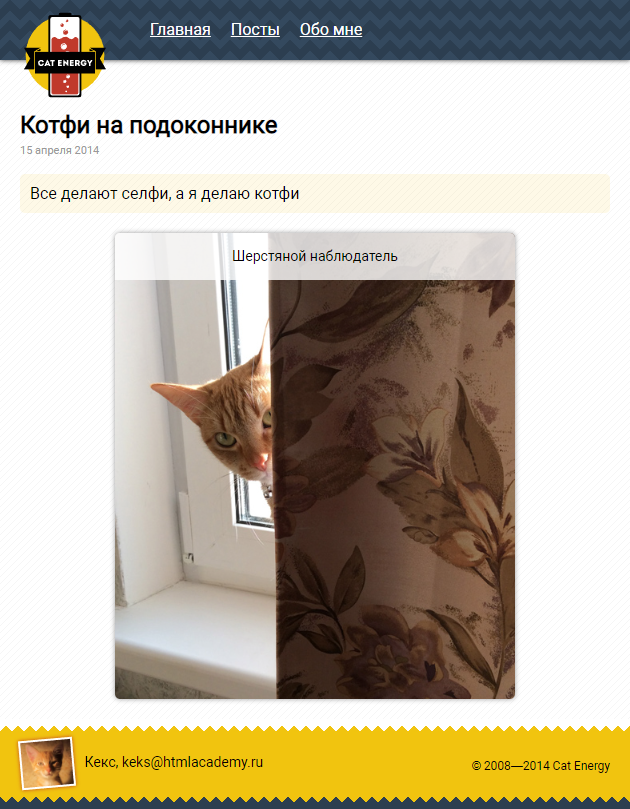 CAT ENERGY
Главная Посты Обо мне
Котфи на подоконнике
15 апреля 2014
Все делают селфи, а я делаю котфи
Шерстяной наблюдатель
Кекс, keks@htmlacademy.ru
© 2008—2014 Cat Energy